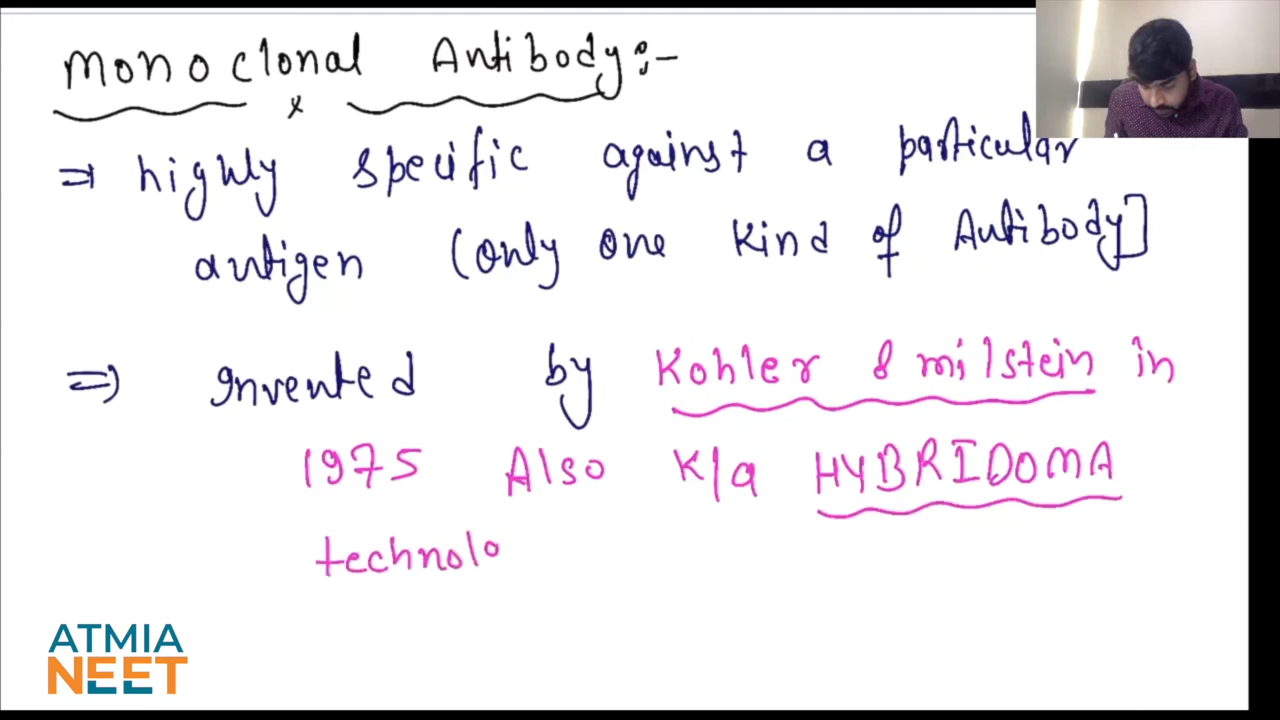 Monoclonal Antibody:-
x
⇒ highly specific against a particular
antigen (only one kind of Antibody]
⇒ Invented by Kohler & milstein in
1975 Also K/a HYBRIDOMA
technolo
ATMIA
NEET